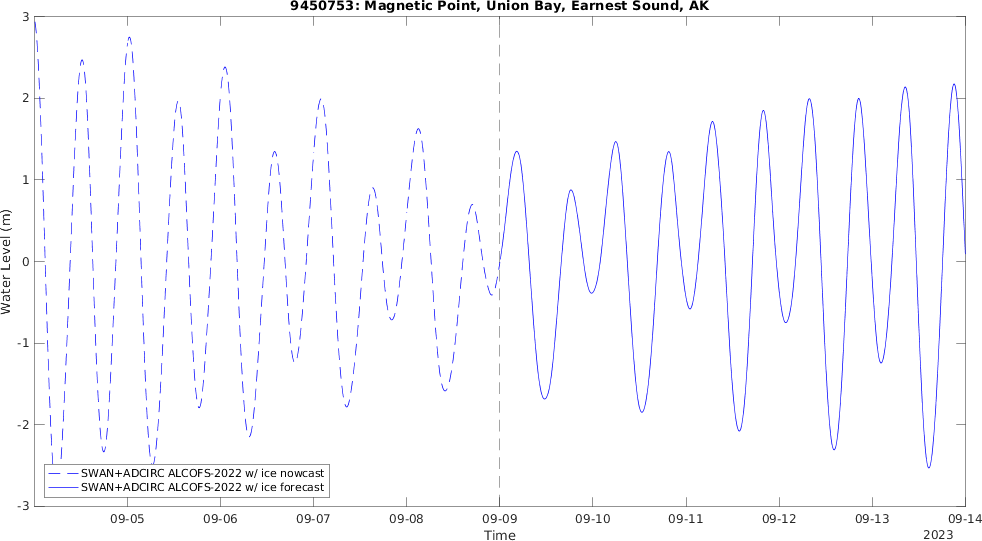 9450753: Magnetic Point, Union Bay, Earnest Sound, AK
3
2
1
0
-1
-2
-3
Water Level (m)
SWAN+ADCIRC ALCOFS-2022 w/ ice nowcast
SWAN+ADCIRC ALCOFS-2022 w/ ice forecast
09-05 09-06 09-07 09-08 09-09 09-10 09-11 09-12 09-13 09-14
Time
2023